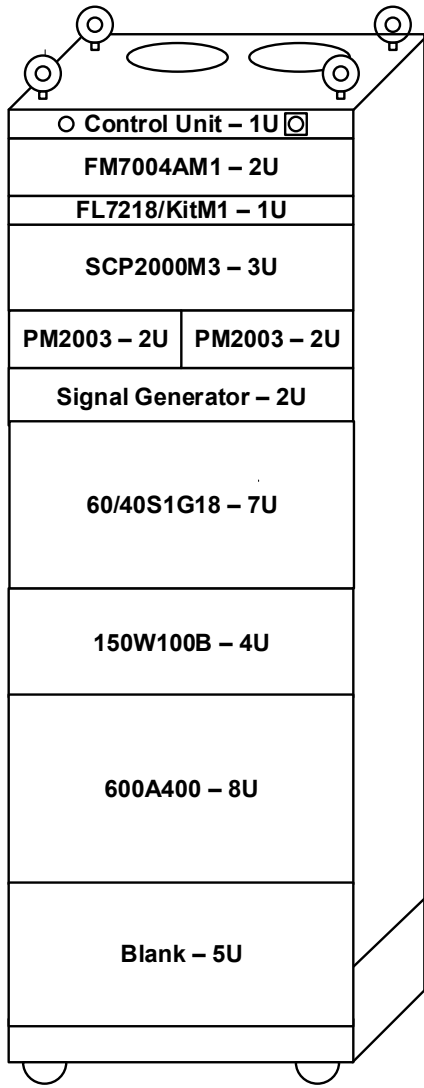 Control Unit – 1U
FM7004AM1 – 2U
FL7218/KitM1 – 1U
SCP2000M3 – 3U
PM2003 – 2U PM2003 – 2U
Signal Generator – 2U
60/40S1G18 – 7U
150W100B – 4U
600A400 – 8U
Blank – 5U